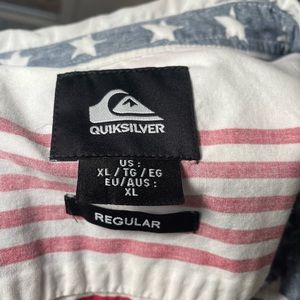 QUIKSILVER
US :
XL / TG / EG
EU/AUS :
XL
REGULAR